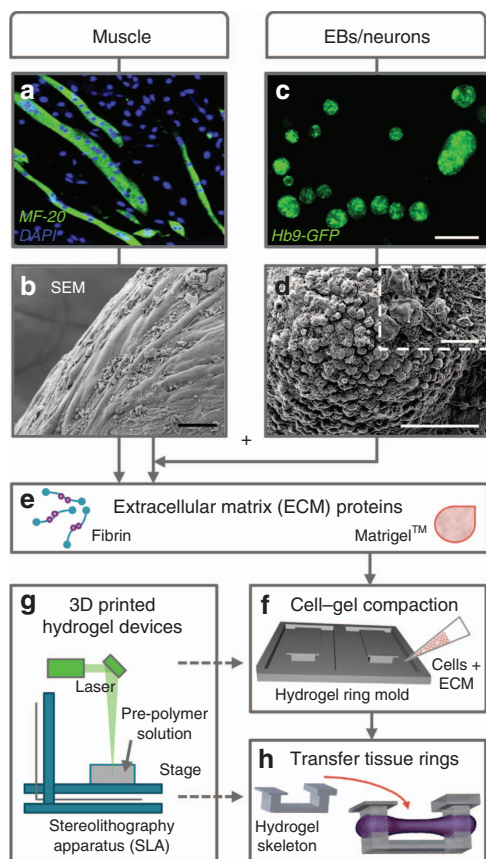 Muscle
EBs/neurons
a
MF-20
DAPI
c
Hb9-GFP
b SEM
d
+
e Extracellular matrix (ECM) proteins
Fibrin
Matrigel™
g 3D printed
hydrogel devices
Laser
Pre-polymer
solution
Stage
Stereolithography
apparatus (SLA)
f Cell–gel compaction
Cells +
ECM
Hydrogel ring mold
h Transfer tissue rings
Hydrogel
skeleton